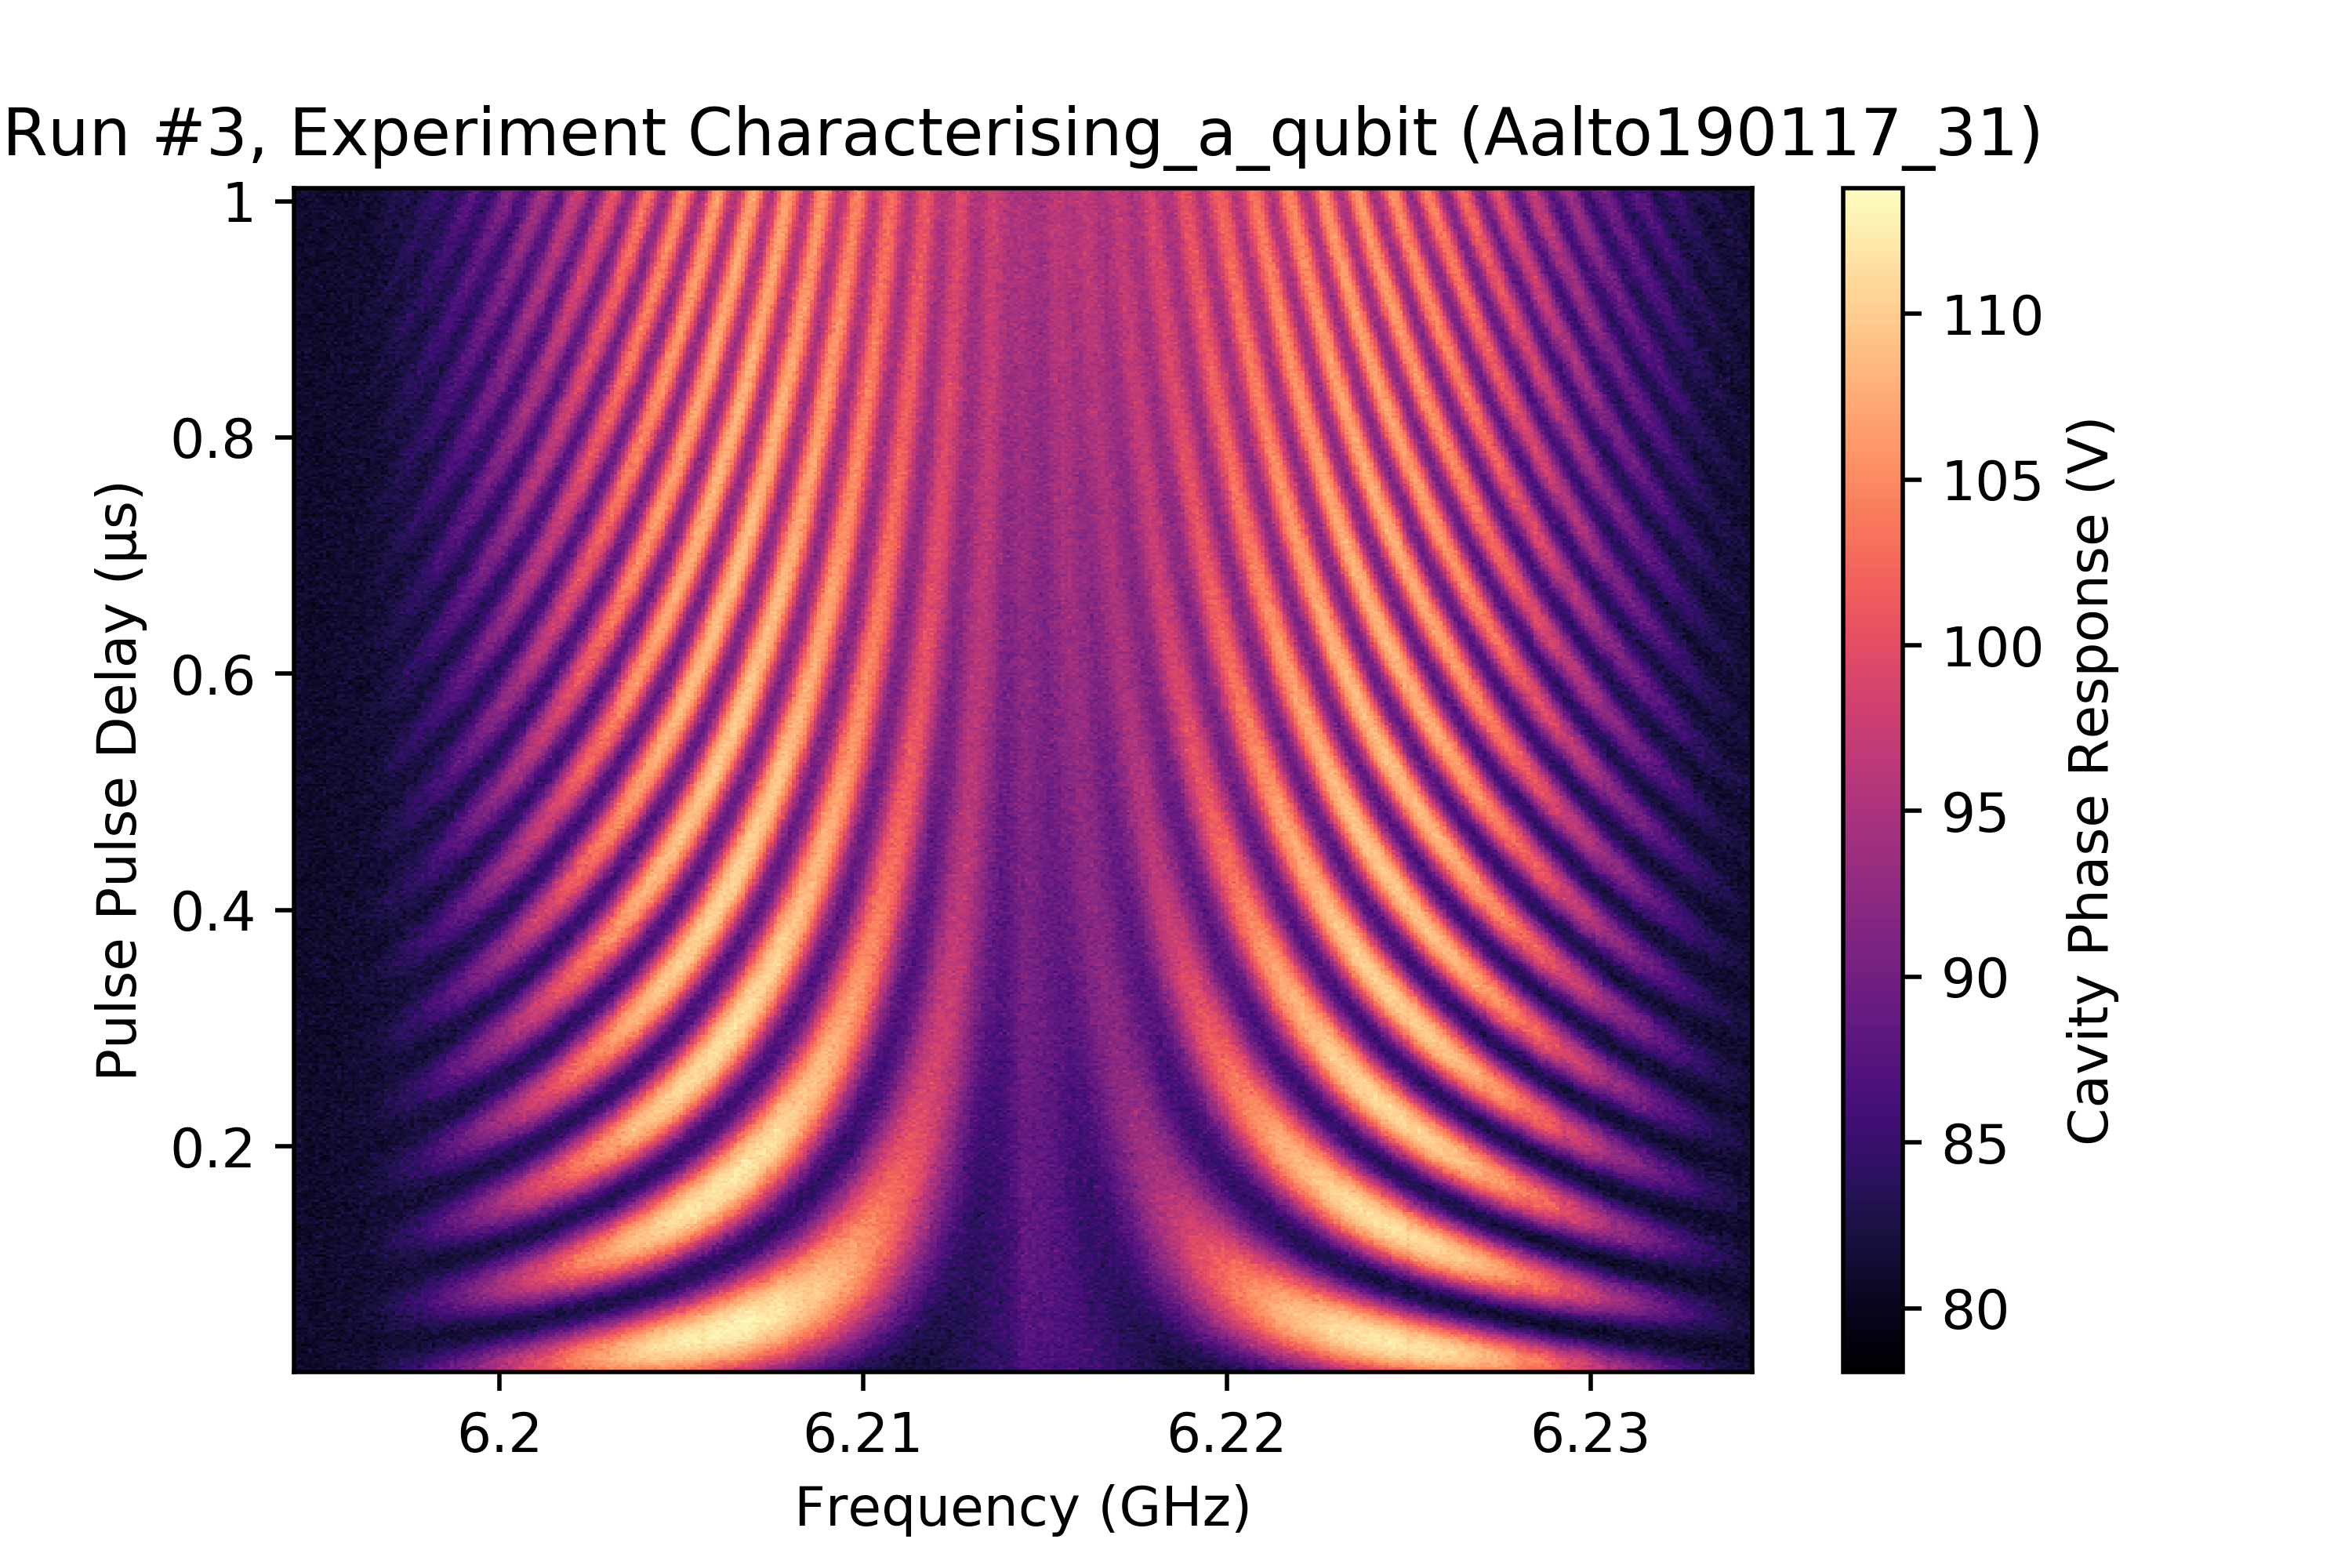 Run #3, Experiment Characterising_a_qubit (Aalto190117_31)
1
0.8
0.6
0.4
0.2
Pulse Pulse Delay (µs)
6.2 6.21 6.22 6.23
Frequency (GHz)
110
105
100
95
90
85
80
Cavity Phase Response (V)